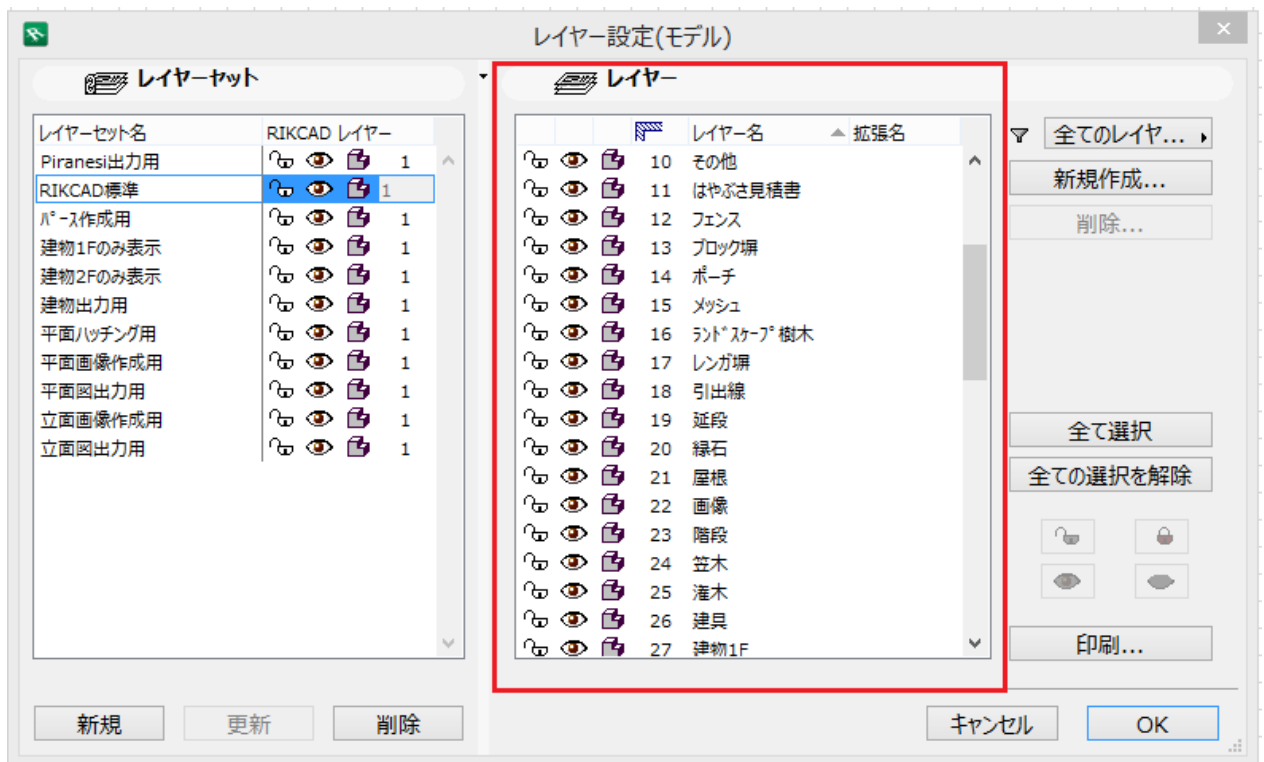 レイヤー設定(モデル)
レイヤーセット
レイヤー
レイヤーセット名 RIKCAD レイヤー
Piranesi出力用 1
RIKCAD標準 1
ﾊﾟｰｽ作成用 1
建物1Fのみ表示 1
建物2Fのみ表示 1
建物出力用 1
平面ハッチング用 1
平面画像作成用 1
平面図出力用 1
立面画像作成用 1
立面図出力用 1
レイヤー名 拡張名
10 その他
11 はやぶさ見積書
12 フェンス
13 ブロック塀
14 ポーチ
15 メッシュ
16 ﾗﾝﾄﾞｽｹｰﾌﾟ樹木
17 レンガ塀
18 引出線
19 延段
20 縁石
21 屋根
22 画像
23 階段
24 笠木
25 潅木
26 建具
27 建物1F
全てのレイヤ...
新規作成...
削除...
全て選択
全ての選択を解除
印刷...
新規 更新 削除
キャンセル OK